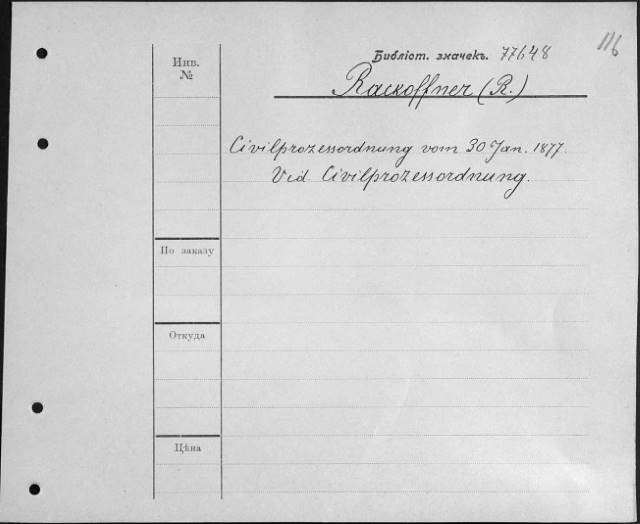 116
Инв.
№
Библіот. значекъ. 77648
Rackoffner (R.)
Civilprozessordnung vom 30 Jan. 1877.
Vid. Civilprozessordnung.
По заказу
Откуда
Цѣна